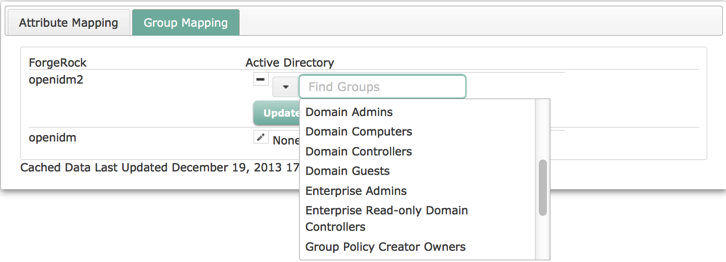 Attribute Mapping
Group Mapping
ForgeRock
Active Directory
openidm2
Find Groups
Update
Domain Admins
Domain Computers
Domain Controllers
Domain Guests
Enterprise Admins
Enterprise Read-only Domain
Controllers
Group Policy Creator Owners
openidm
None
Cached Data Last Updated December 19, 2013 17